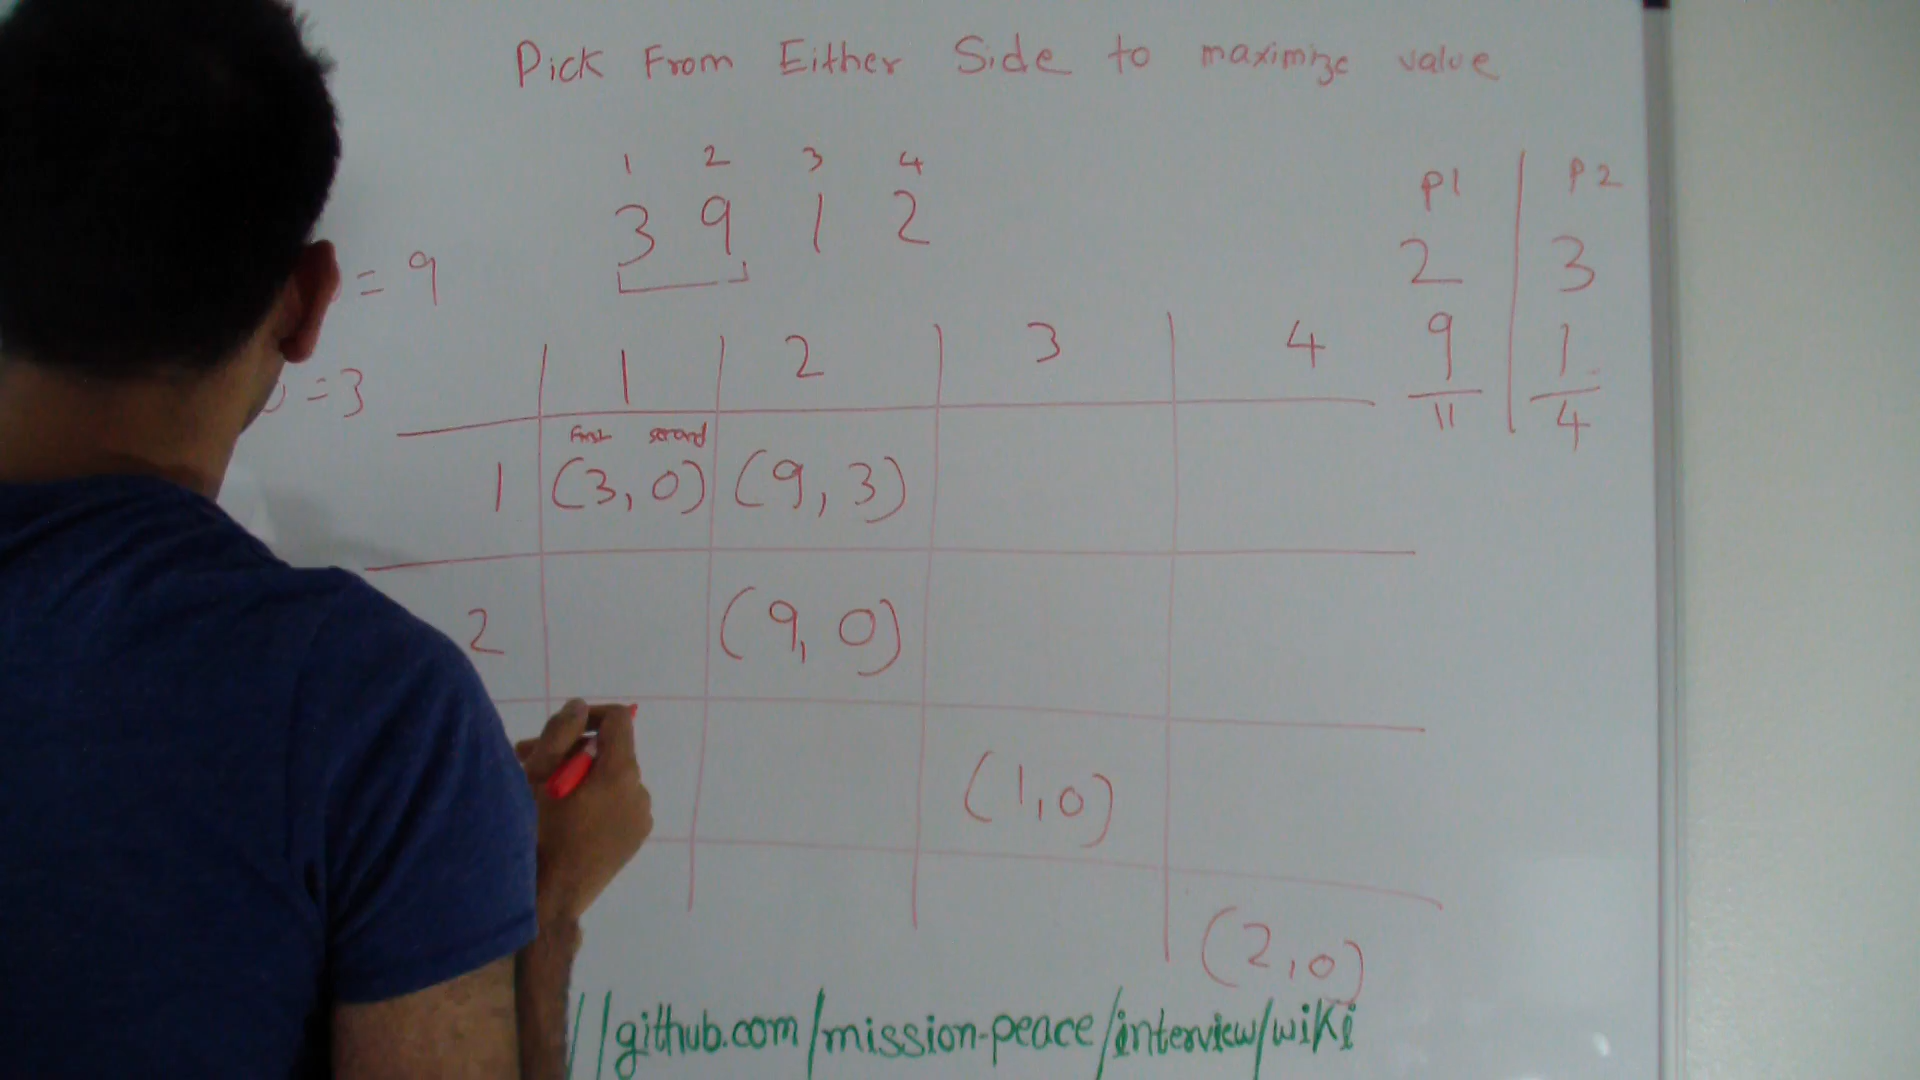 Pick From Either Side to maximize value
1 2 3 4
3 9 1 2
= 9
= 3
P1 P2
2 3
9 1
11 4
1 2 3 4
First second
1 (3,0) (9,3)
2 (9,0)
(1,0)
(2,0)
//github.com/mission-peace/interview/wiki